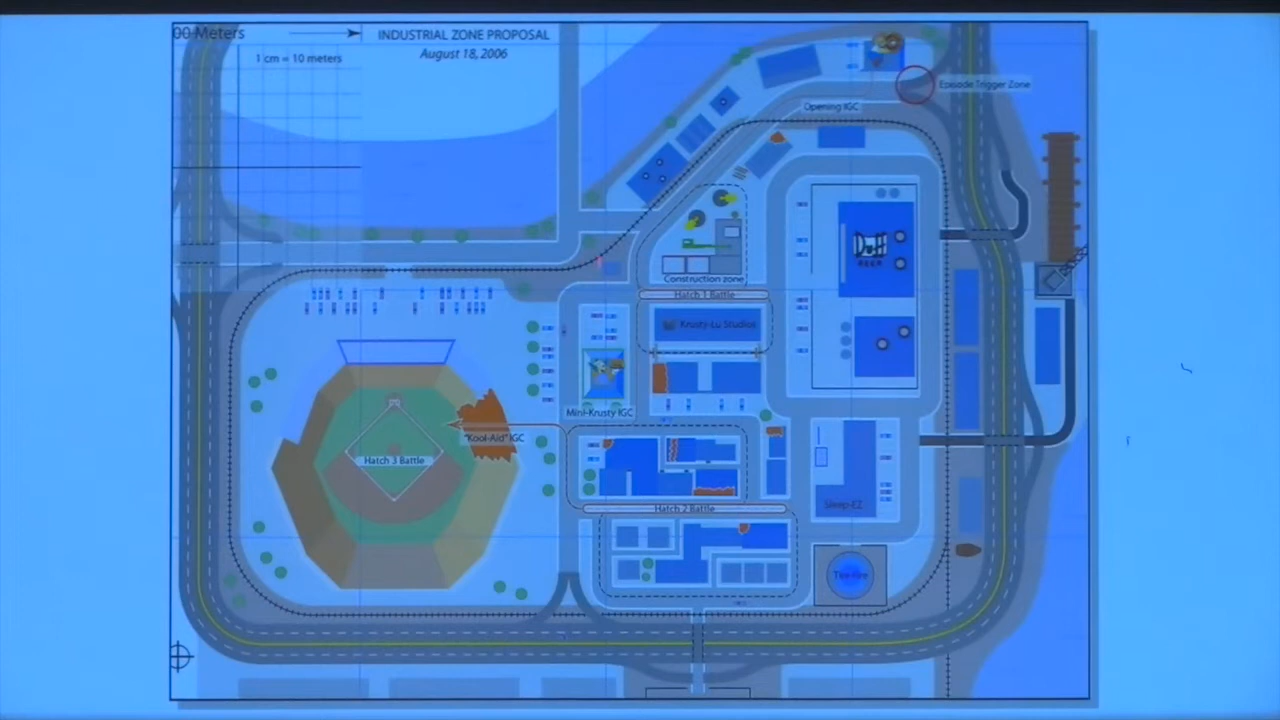 00 Meters
INDUSTRIAL ZONE PROPOSAL
August 18, 2006
1 cm = 10 meters
Episode Trigger Zone
Opening IGC
Duff
BEER
Construction zone
Hatch 1 Battle
Krusty-Lu Studios
Mini-Krusty IGC
"Kool-Aid" IGC
Hatch 3 Battle
Hatch 2 Battle
Sleep-EZ
Tire Fire